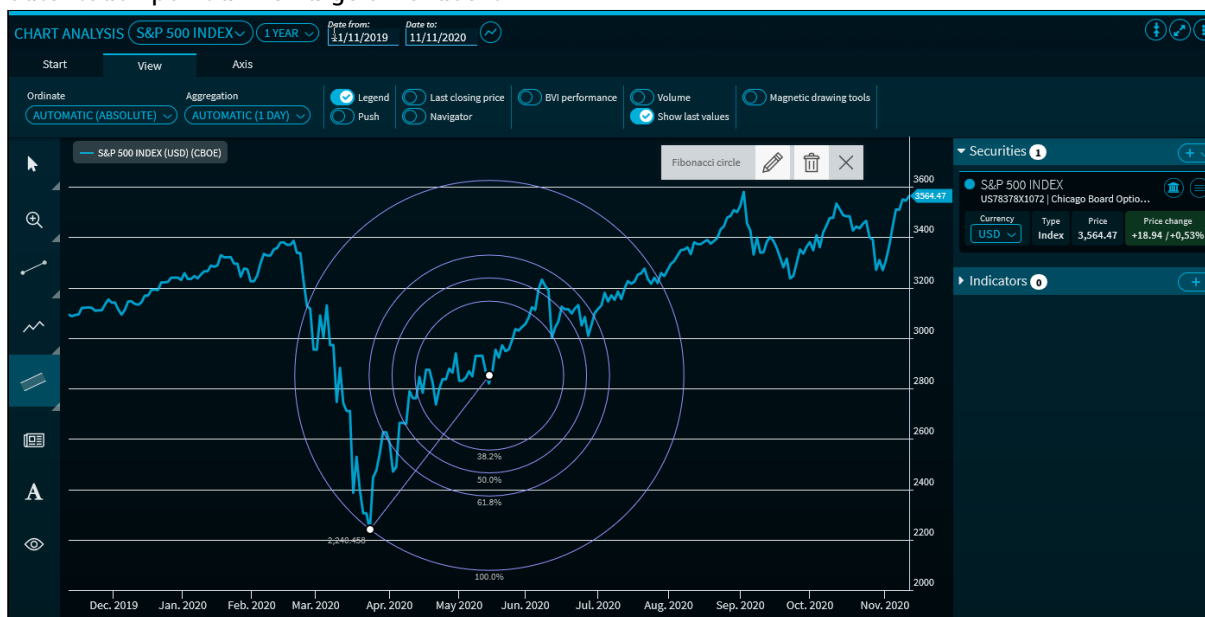 CHART ANALYSIS S&P 500 INDEX 1 YEAR Date from: 11/11/2019 Date to: 11/11/2020
Start View Axis
Ordinate Aggregation
AUTOMATIC (ABSOLUTE) AUTOMATIC (1 DAY)
Legend Last closing price BVI performance Volume Magnetic drawing tools
Push Navigator Show last values
S&P 500 INDEX (USD) (CBOE)
Fibonacci circle
Securities 1
S&P 500 INDEX
US78378X1072 | Chicago Board Optio...
Currency Type Price Price change
USD Index 3,564.47 +18.94 /+0,53%
Indicators 0
3600
3564.47
3400
3200
3000
2800
2600
2400
2200
2000
38.2%
50.0%
61.8%
100.0%
2,240.458
A
Dec. 2019 Jan. 2020 Feb. 2020 Mar. 2020 Apr. 2020 May 2020 Jun. 2020 Jul. 2020 Aug. 2020 Sep. 2020 Oct. 2020 Nov. 2020